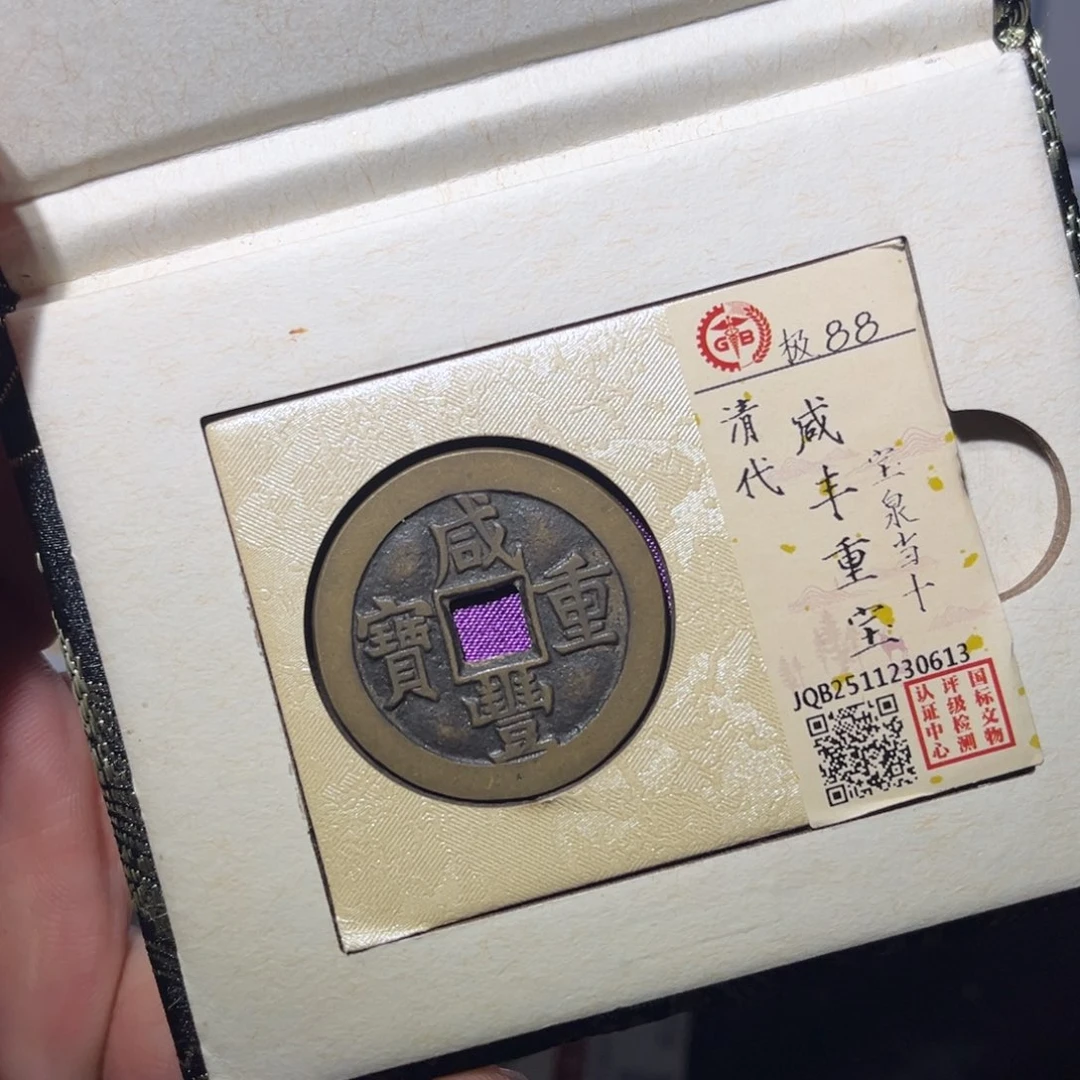 咸豐重寶
GB
极88
清代
咸丰重宝
宝泉当十
JQB2511230613
国标文物
评级检测
认证中心